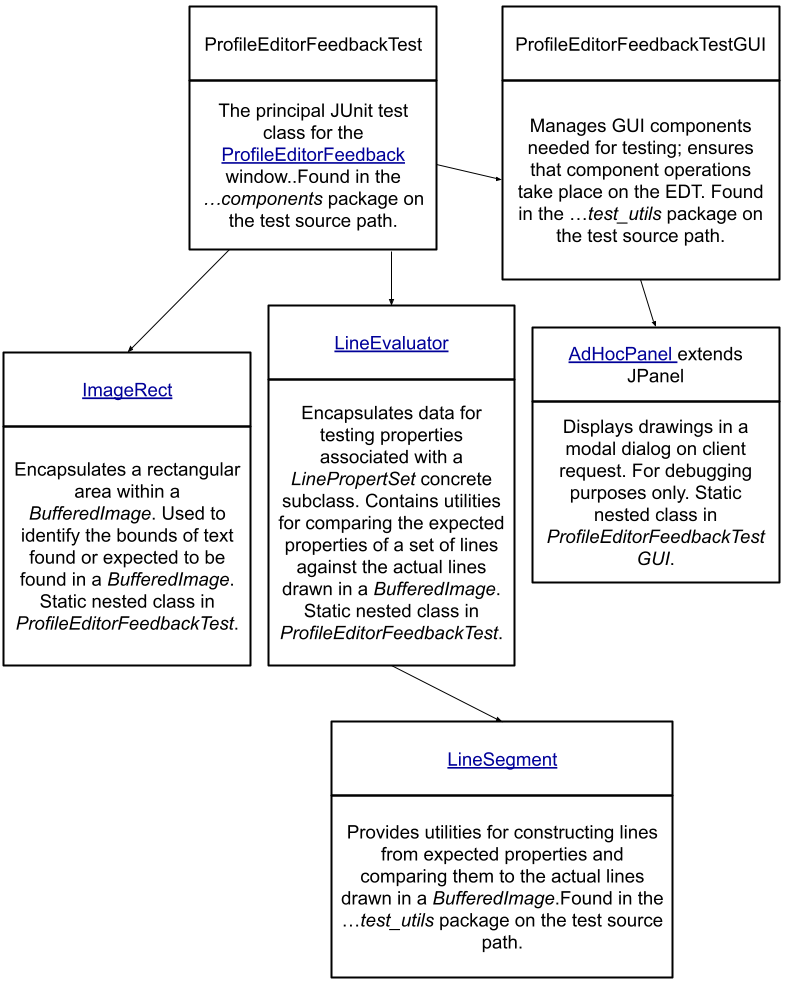 ProfileEditorFeedbackTest
The principal JUnit test
class for the
ProfileEditorFeedback
window..Found in the
…components package on
the test source path.
ProfileEditorFeedbackTestGUI
Manages GUI components
needed for testing; ensures
that component operations
take place on the EDT. Found
in the …test_utils package on
the test source path.
ImageRect
Encapsulates a rectangular
area within a
BufferedImage. Used to
identify the bounds of text
found or expected to be
found in a BufferedImage.
Static nested class in
ProfileEditorFeedbackTest.
LineEvaluator
Encapsulates data for
testing properties
associated with a
LinePropertSet concrete
subclass. Contains utilities
for comparing the expected
properties of a set of lines
against the actual lines
drawn in a BufferedImage.
Static nested class in
ProfileEditorFeedbackTest.
AdHocPanel extends
JPanel
Displays drawings in a
modal dialog on client
request. For debugging
purposes only. Static
nested class in
ProfileEditorFeedbackTest
GUI.
LineSegment
Provides utilities for constructing lines
from expected properties and
comparing them to the actual lines
drawn in a BufferedImage.Found in the
…test_utils package on the test source
path.